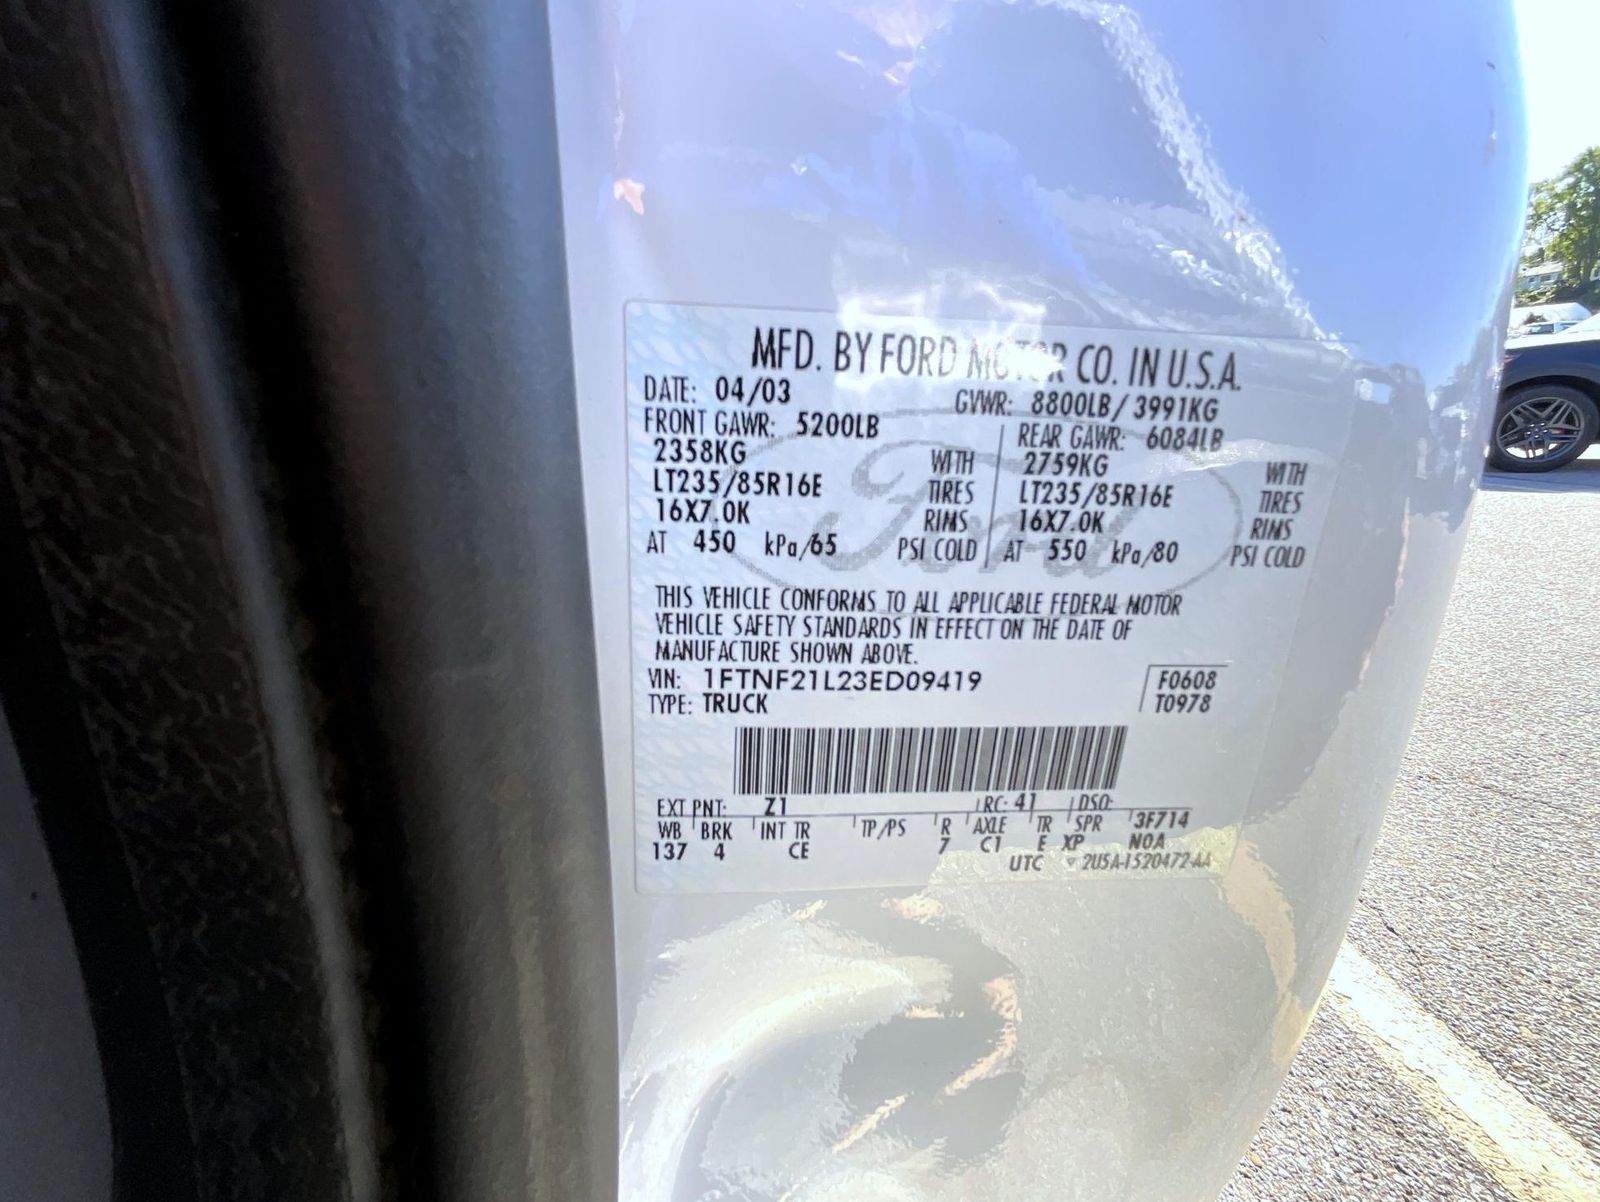 MFD. BY FORD MOTOR CO. IN U.S.A.
DATE: 04/03 GVWR: 8800LB / 3991KG
FRONT GAWR: 5200LB REAR GAWR: 6084LB
2358KG WITH 2759KG WITH
LT235/85R16E TIRES LT235/85R16E TIRES
16X7.0K RIMS 16X7.0K RIMS
AT 450 kPa/65 PSI COLD AT 550 kPa/80 PSI COLD
Ford
THIS VEHICLE CONFORMS TO ALL APPLICABLE FEDERAL MOTOR
VEHICLE SAFETY STANDARDS IN EFFECT ON THE DATE OF
MANUFACTURE SHOWN ABOVE.
VIN: 1FTNF21L23ED09419 F0608
TYPE: TRUCK T0978
EXT PNT: Z1 RC: 41 DSO:
WB BRK INT TR TP/PS R AXLE TR SPR 3F714
137 4 CE 7 C1 E XP NOA
UTC ▽ 2U5A-1520472-AA